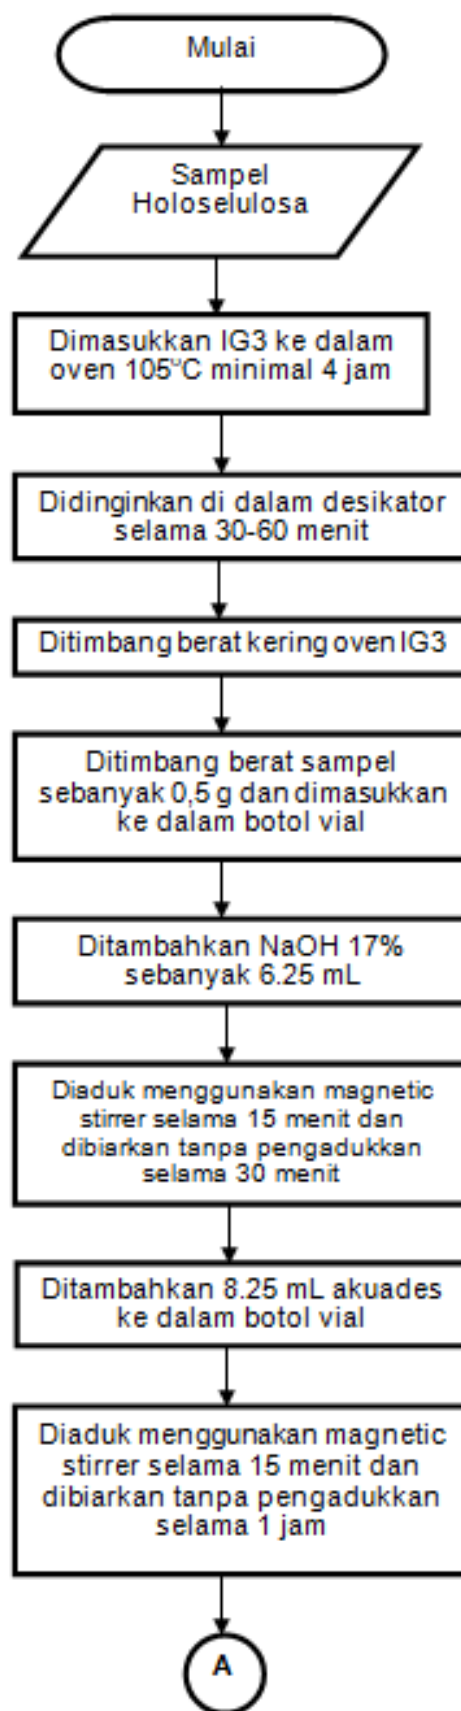 Mulai
Sampel
Holoselulosa
Dimasukkan IG3 ke dalam
oven 105°C minimal 4 jam
Didinginkan di dalam desikator
selama 30-60 menit
Ditimbang berat kering oven IG3
Ditimbang berat sampel
sebanyak 0,5 g dan dimasukkan
ke dalam botol vial
Ditambahkan NaOH 17%
sebanyak 6.25 mL
Diaduk menggunakan magnetic
stirrer selama 15 menit dan
dibiarkan tanpa pengadukkan
selama 30 menit
Ditambahkan 8.25 mL akuades
ke dalam botol vial
Diaduk menggunakan magnetic
stirrer selama 15 menit dan
dibiarkan tanpa pengadukkan
selama 1 jam
A